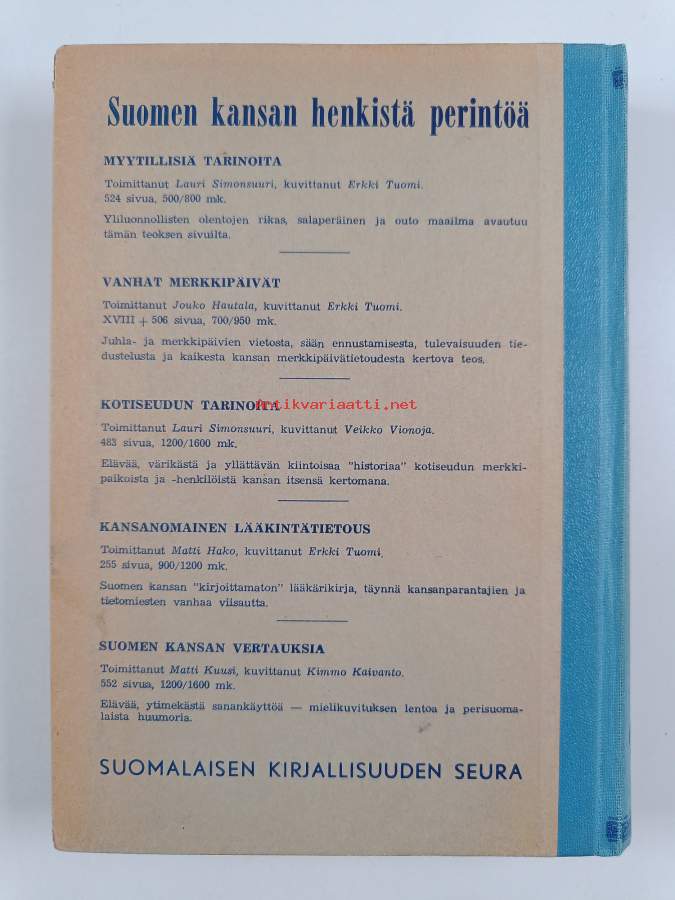 Suomen kansan henkistä perintöä
MYYTILLISIÄ TARINOITA
Toimittanut Lauri Simonsuuri, kuvittanut Erkki Tuomi.
524 sivua, 500/800 mk.
Yliluonnollisten olentojen rikas, salaperäinen ja outo maailma avautuu
tämän teoksen sivuilta.
VANHAT MERKKIPÄIVÄT
Toimittanut Jouko Hautala, kuvittanut Erkki Tuomi.
XVIII + 506 sivua, 700/950 mk.
Juhla- ja merkkipäivien vietosta, sään ennustamisesta, tulevaisuuden tie-
dustelusta ja kaikesta kansan merkkipäivätietoudesta kertova teos.
Antikvariaatti.net
KOTISEUDUN TARINOITA
Toimittanut Lauri Simonsuuri, kuvittanut Veikko Vionoja.
483 sivua, 1200/1600 mk.
Elävää, värikästä ja yllättävän kiintoisaa "historiaa" kotiseudun merkki-
paikoista ja -henkilöistä kansan itsensä kertomana.
KANSANOMAINEN LÄÄKINTÄTIETOUS
Toimittanut Matti Hako, kuvittanut Erkki Tuomi.
255 sivua, 900/1200 mk.
Suomen kansan "kirjoittamaton" lääkärikirja, täynnä kansanparantajien ja
tietomiesten vanhaa viisautta.
SUOMEN KANSAN VERTAUKSIA
Toimittanut Matti Kuusi, kuvittanut Kimmo Kaivanto.
552 sivua, 1200/1600 mk.
Elävää, ytimekästä sanankäyttöä — mielikuvituksen lentoa ja perisuoma-
laista huumoria.
SUOMALAISEN KIRJALLISUUDEN SEURA